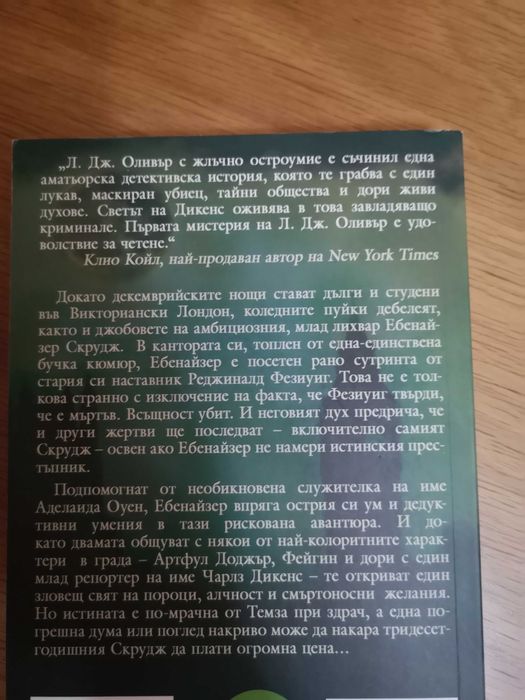 „Л. Дж. Оливър с жлъчно остроумие е съчинил една
аматьорска детективска история, която те грабва с един
лукав, маскиран убиец, тайни общества и дори живи
духове. Светът на Дикенс оживява в това завладяващо
криминале. Първата мистерия на Л. Дж. Оливър е удо-
волствие за четене.“
Клио Койл, най-продаван автор на New York Times
Докато декемврийските нощи стават дълги и студени
във Викториански Лондон, коледните пуйки дебелеят,
както и джобовете на амбициозния, млад лихвар Ебенай-
зер Скрудж. В кантората си, топлен от една-единствена
бучка кюмюр, Ебенайзер е посетен рано сутринта от
стария си наставник Реджиналд Фезиуиг. Това не е тол-
кова странно с изключение на факта, че Фезиуиг твърди,
че е мъртъв. Всъщност убит. И неговият дух предрича, че
и други жертви ще последват – включително самият
Скрудж – освен ако Ебенайзер не намери истинския прес-
тъпник.
Подпомогнат от необикновена служителка на име
Аделаида Оуен, Ебенайзер впряга острия си ум и дедук-
тивни умения в тази рискована авантюра. И до-
като двамата общуват с някои от най-колоритните харак-
тери в града – Артфул Доджър, Фейгин и дори с един
млад репортер на име Чарлз Дикенс – те откриват един
зловещ свят на пороци, алчност и смъртоносни желания.
Но истината е по-мрачна от Темза при здрач, а една по-
грешна дума или поглед накриво може да накара тридесет-
годишния Скрудж да плати огромна цена…